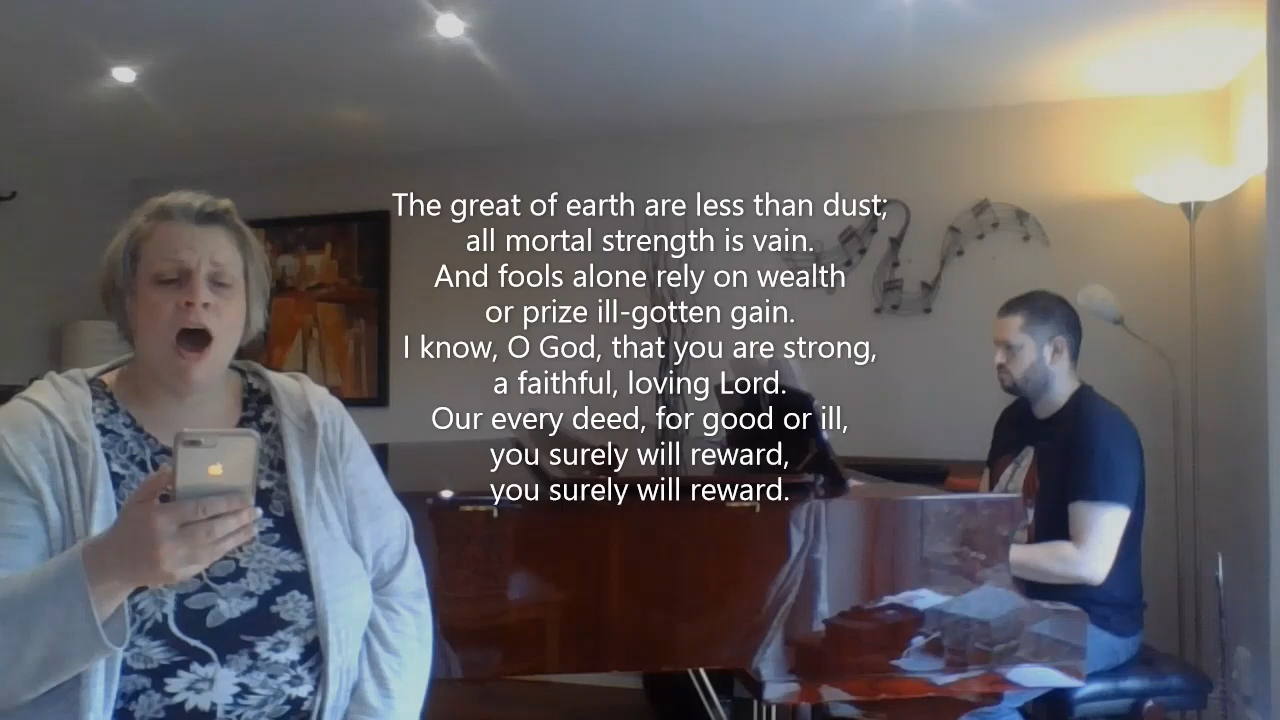 The great of earth are less than dust;
all mortal strength is vain.
And fools alone rely on wealth
or prize ill-gotten gain.
I know, O God, that you are strong,
a faithful, loving Lord.
Our every deed, for good or ill,
you surely will reward,
you surely will reward.